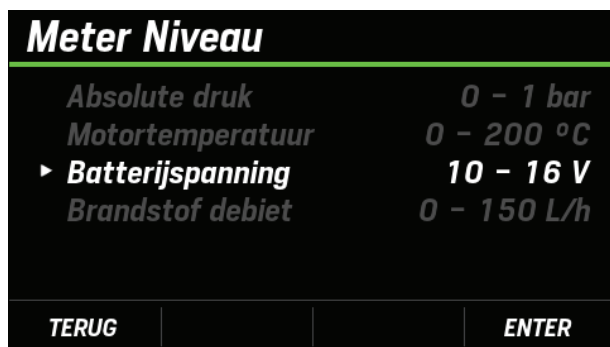 Meter Niveau
Absolute druk 0 - 1 bar
Motortemperatuur 0 - 200 ºC
▸ Batterijspanning 10 - 16 V
Brandstof debiet 0 - 150 L/h
TERUG ENTER